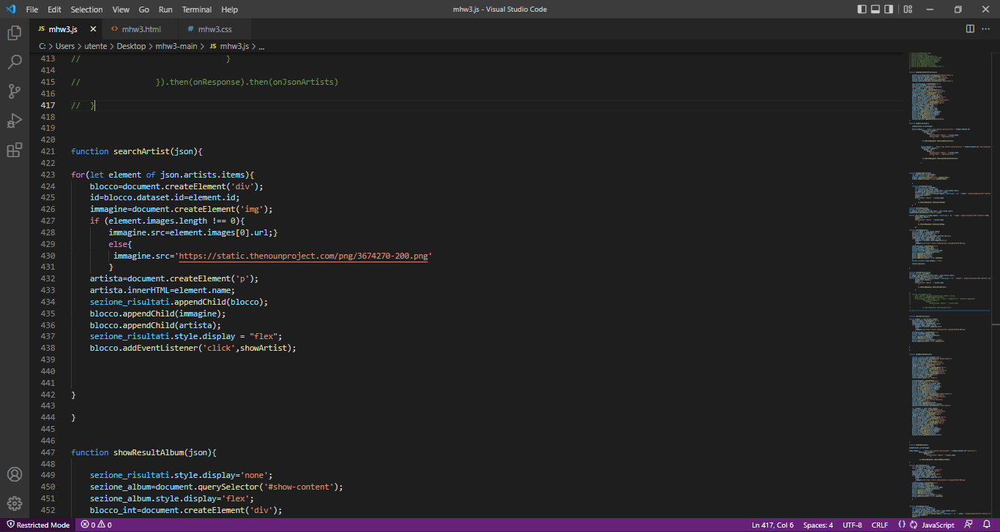 File Edit Selection View Go Run Terminal Help mhw3.js - Visual Studio Code
JS mhw3.js mhw3.html # mhw3.css
C: > Users > utente > Desktop > mhw3-main > JS mhw3.js > ...
413 // }
414
415 // }).then(onResponse).then(onJsonArtists)
416
417 // }
418
419
420
421 function searchArtist(json){
422
423 for(let element of json.artists.items){
424 blocco=document.createElement('div');
425 id=blocco.dataset.id=element.id;
426 immagine=document.createElement('img');
427 if (element.images.length !== 0){
428 immagine.src=element.images[0].url;}
429 else{
430 immagine.src='https://static.thenounproject.com/png/3674270-200.png'
431 }
432 artista=document.createElement('p');
433 artista.innerHTML=element.name;
434 sezione_risultati.appendChild(blocco);
435 blocco.appendChild(immagine);
436 blocco.appendChild(artista);
437 sezione_risultati.style.display = "flex";
438 blocco.addEventListener('click',showArtist);
439
440
441
442 }
443
444 }
445
446
447 function showResultAlbum(json){
448
449 sezione_risultati.style.display='none';
450 sezione_album=document.querySelector('#show-content');
451 sezione_album.style.display='flex';
452 blocco_int=document.createElement('div');
Restricted Mode 0 0 Ln 417, Col 6 Spaces: 4 UTF-8 CRLF {} JavaScript